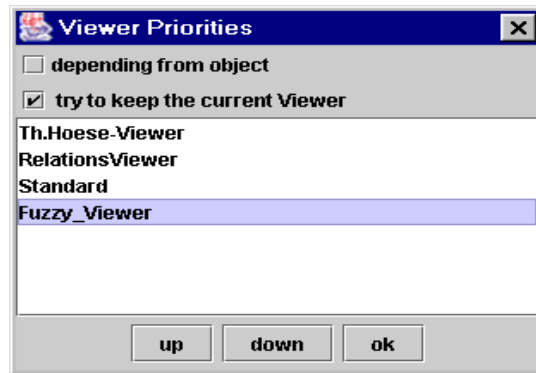 Viewer Priorities
depending from object
try to keep the current Viewer
Th.Hoese-Viewer
RelationsViewer
Standard
Fuzzy_Viewer
up down ok